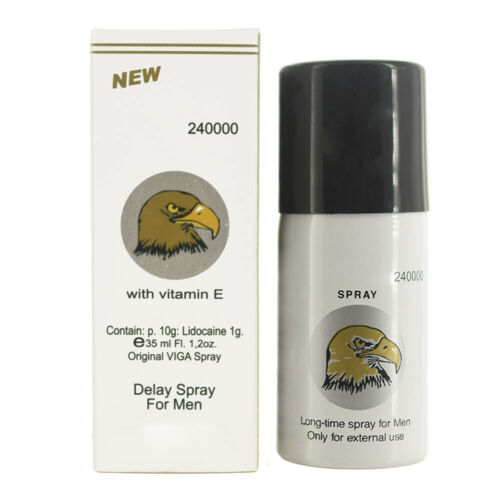 NEW
240000
with vitamin E
Contain: p. 10g: Lidocaine 1g.
℮35 ml Fl. 1,2oz.
Original VIGA Spray
Delay Spray
For Men
240000
SPRAY
Long-time spray for Men
Only for external use